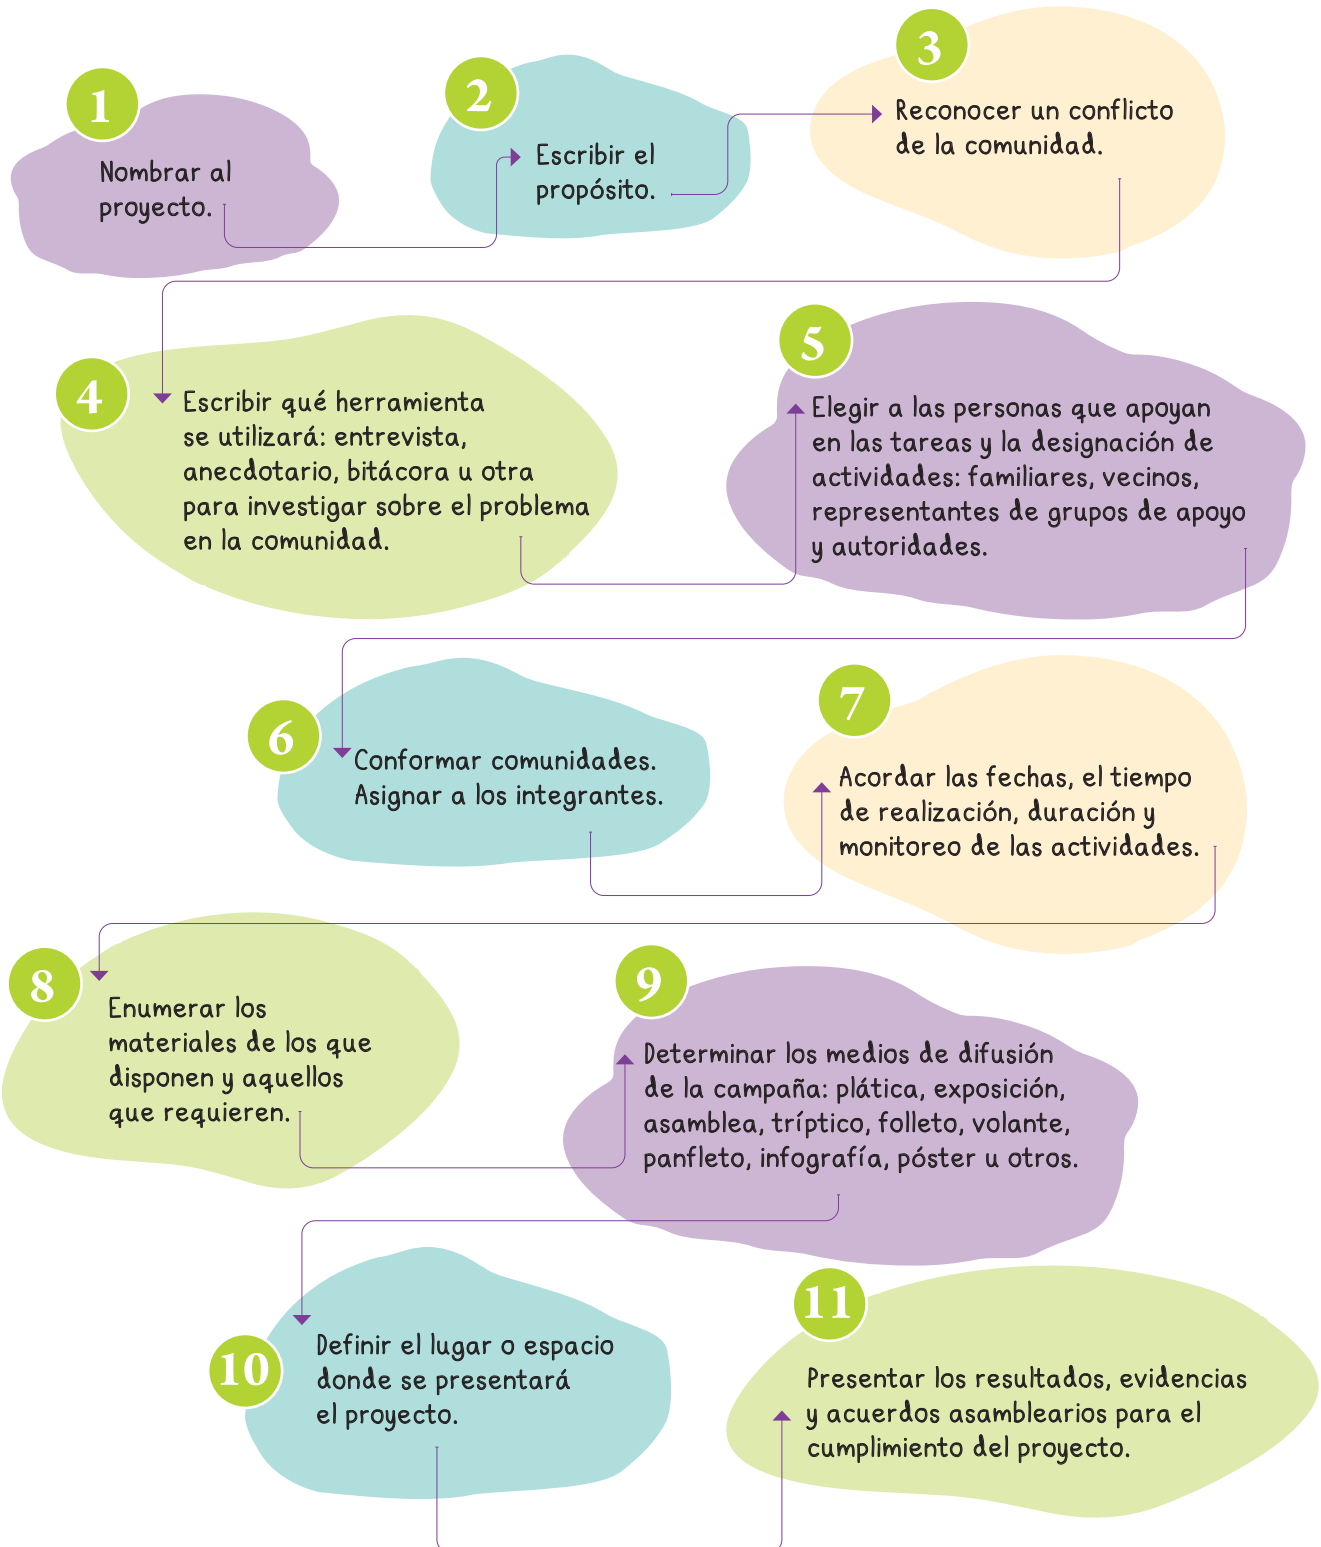 1
Nombrar al
proyecto.
2
Escribir el
propósito.
3
Reconocer un conflicto
de la comunidad.
4
Escribir qué herramienta
se utilizará: entrevista,
anecdotario, bitácora u otra
para investigar sobre el problema
en la comunidad.
5
Elegir a las personas que apoyan
en las tareas y la designación de
actividades: familiares, vecinos,
representantes de grupos de apoyo
y autoridades.
6
Conformar comunidades.
Asignar a los integrantes.
7
Acordar las fechas, el tiempo
de realización, duración y
monitoreo de las actividades.
8
Enumerar los
materiales de los que
disponen y aquellos
que requieren.
9
Determinar los medios de difusión
de la campaña: plática, exposición,
asamblea, tríptico, folleto, volante,
panfleto, infografía, póster u otros.
10
Definir el lugar o espacio
donde se presentará
el proyecto.
11
Presentar los resultados, evidencias
y acuerdos asamblearios para el
cumplimiento del proyecto.